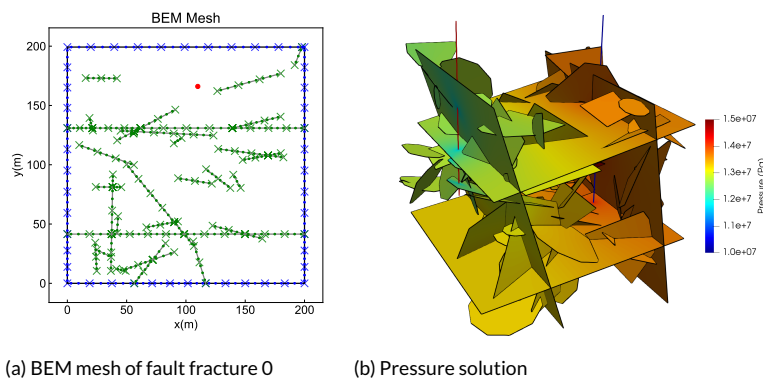 BEM Mesh
200
150
100
50
0
y(m)
0
50
100
150
200
x(m)
1.5e+07
1.4e+07
1.3e+07
1.2e+07
1.1e+07
1.0e+07
Pressure (Pa)
(a) BEM mesh of fault fracture 0
(b) Pressure solution